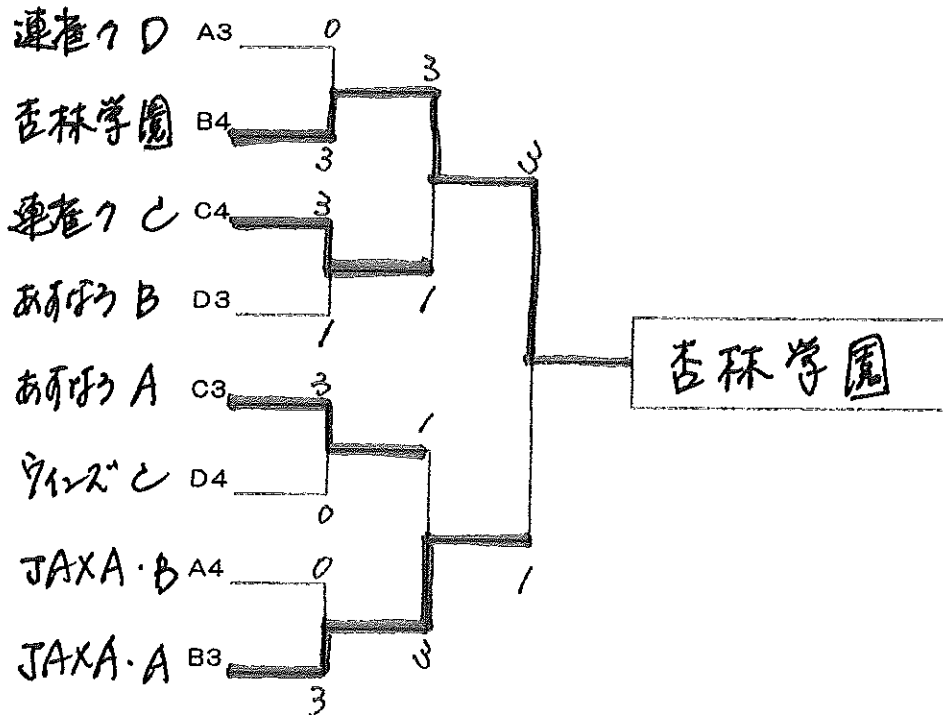 連雀ク D A3 0
3
杏林学園 B4
3 3
連雀ク C C4 3
あすなろ B D3
1 1
あすなろ A C3 3
1
ウインズ C D4
0
杏林学園
JAXA・B A4 0
1
JAXA・A B3 3
3